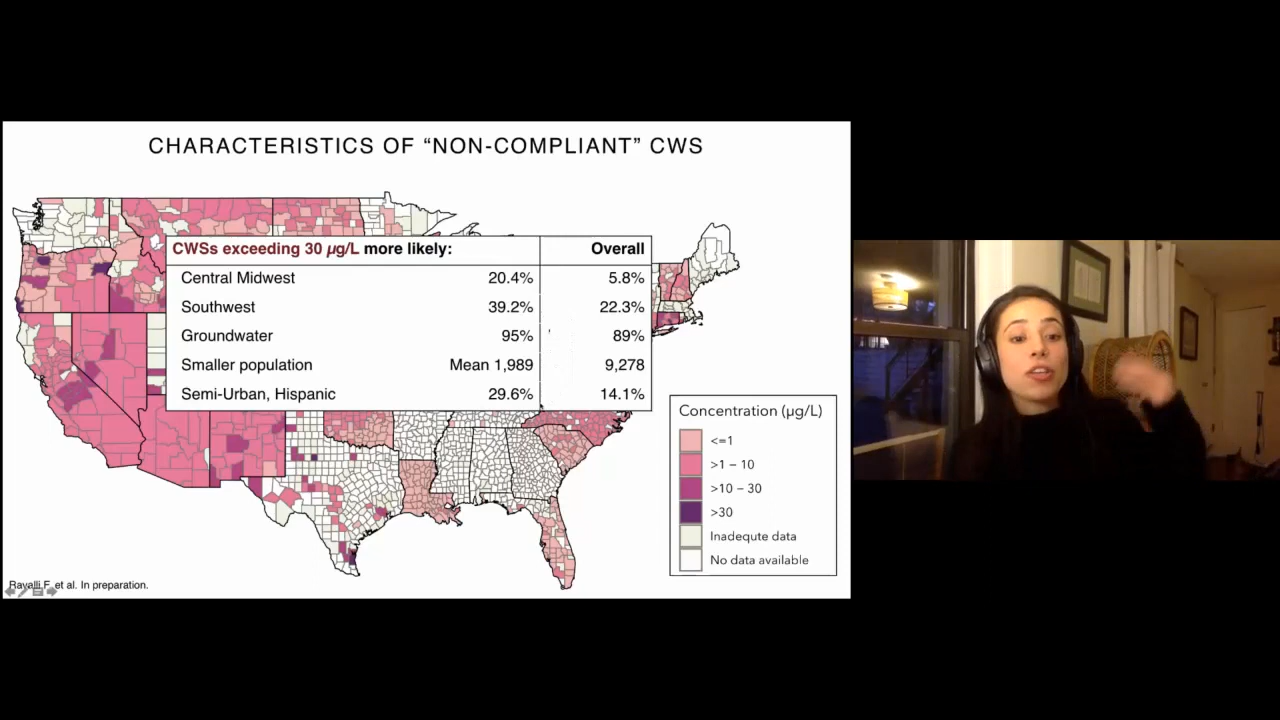 CHARACTERISTICS OF “NON-COMPLIANT” CWS
CWSs exceeding 30 µg/L more likely: Overall
Central Midwest 20.4% 5.8%
Southwest 39.2% 22.3%
Groundwater 95% 89%
Smaller population Mean 1,989 9,278
Semi-Urban, Hispanic 29.6% 14.1%
Concentration (µg/L)
<=1
>1 – 10
>10 – 30
>30
Inadequte data
No data available
Ravalli F, et al. In preparation.